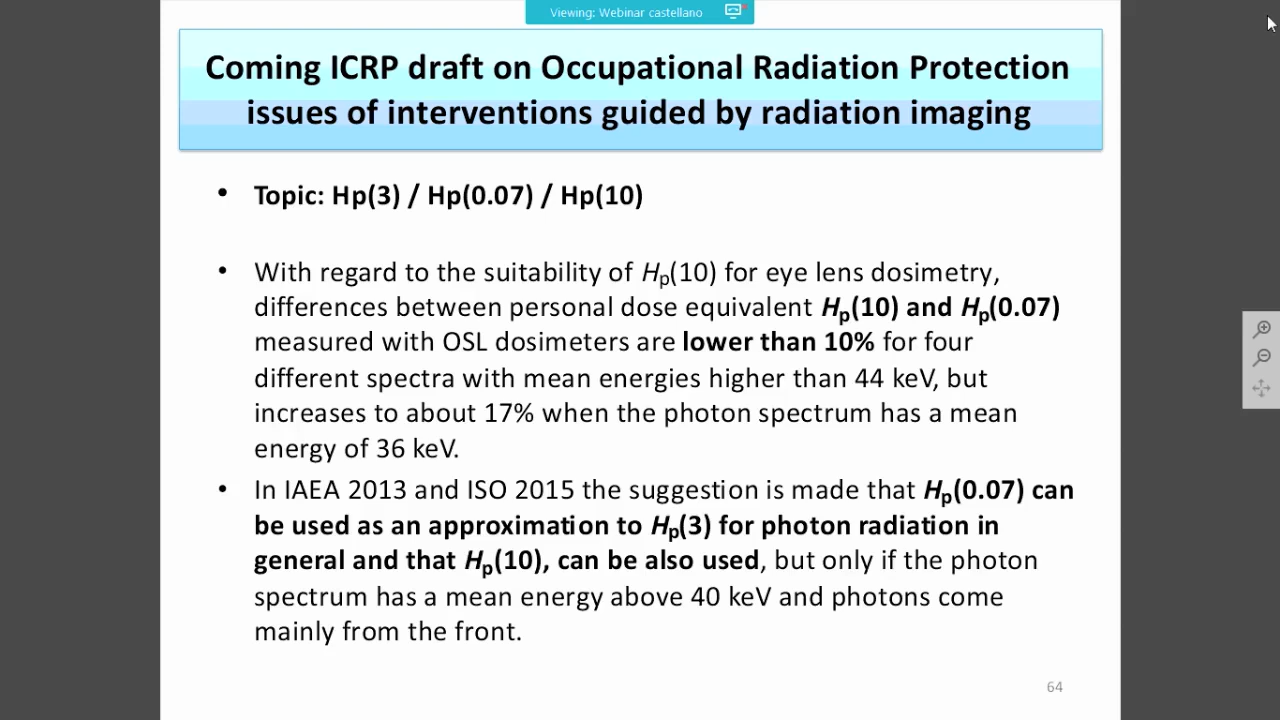 Viewing: Webinar castellano
Coming ICRP draft on Occupational Radiation Protection
issues of interventions guided by radiation imaging
• Topic: Hp(3) / Hp(0.07) / Hp(10)
• With regard to the suitability of Hp(10) for eye lens dosimetry,
differences between personal dose equivalent Hp(10) and Hp(0.07)
measured with OSL dosimeters are lower than 10% for four
different spectra with mean energies higher than 44 keV, but
increases to about 17% when the photon spectrum has a mean
energy of 36 keV.
• In IAEA 2013 and ISO 2015 the suggestion is made that Hp(0.07) can
be used as an approximation to Hp(3) for photon radiation in
general and that Hp(10), can be also used, but only if the photon
spectrum has a mean energy above 40 keV and photons come
mainly from the front.
64